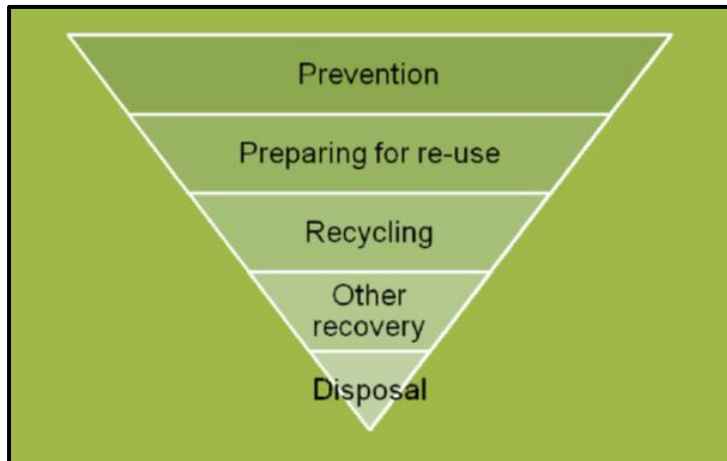 Prevention
Preparing for re-use
Recycling
Other
recovery
Disposal